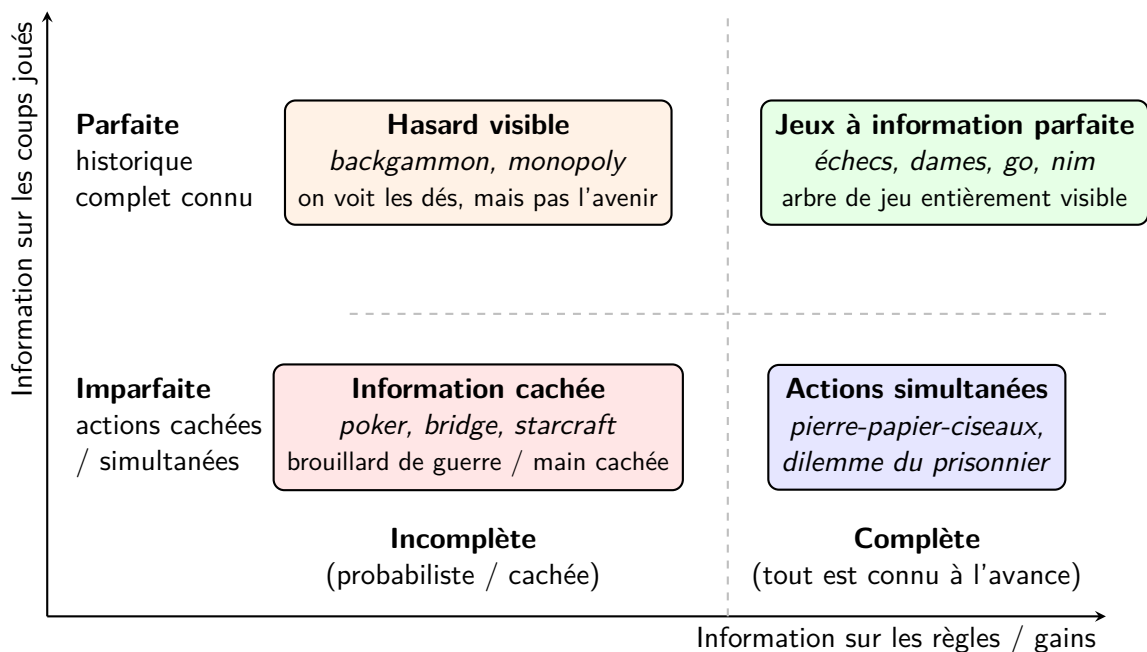 Information sur les coups joués
Parfaite
historique
complet connu
Hasard visible
backgammon, monopoly
on voit les dés, mais pas l'avenir
Jeux à information parfaite
échecs, dames, go, nim
arbre de jeu entièrement visible
Imparfaite
actions cachées
/ simultanées
Information cachée
poker, bridge, starcraft
brouillard de guerre / main cachée
Actions simultanées
pierre-papier-ciseaux,
dilemme du prisonnier
Incomplète
(probabiliste / cachée)
Complète
(tout est connu à l'avance)
Information sur les règles / gains